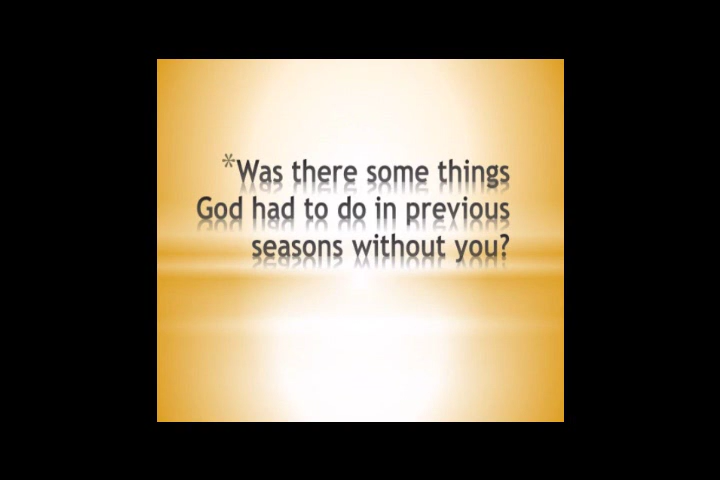 *Was there some things
God had to do in previous
seasons without you?